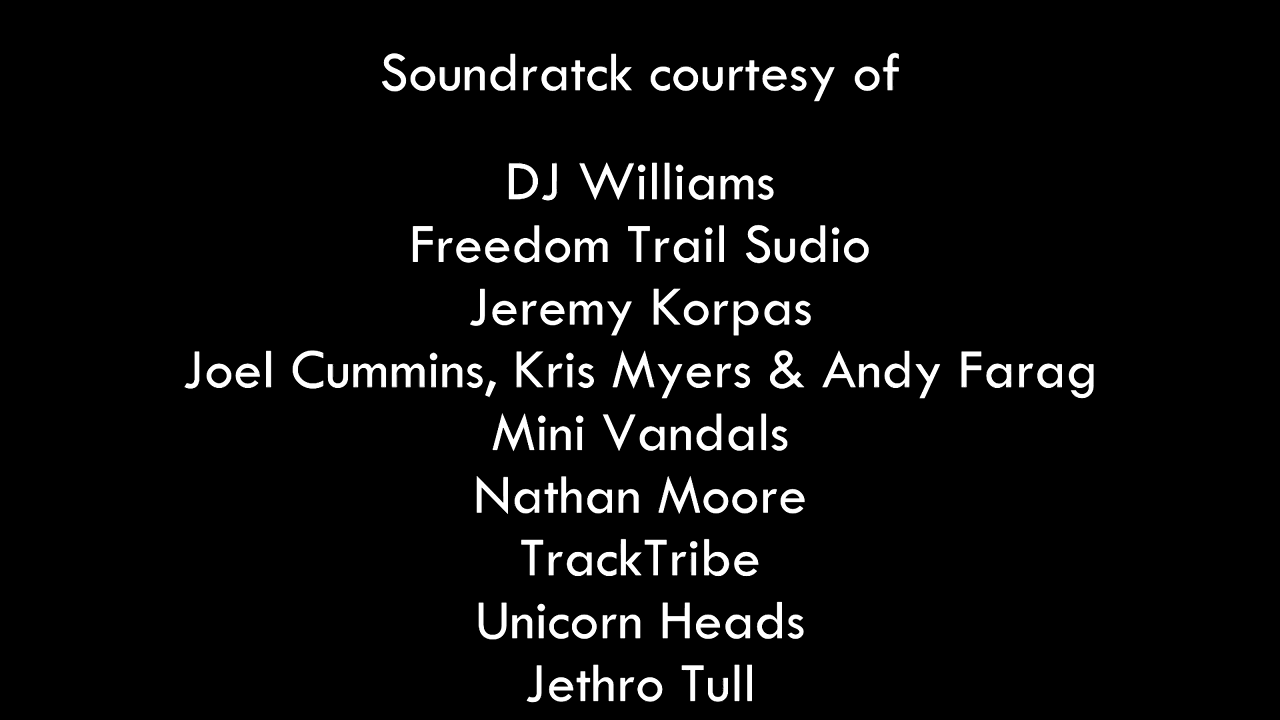 Soundratck courtesy of
DJ Williams
Freedom Trail Sudio
Jeremy Korpas
Joel Cummins, Kris Myers & Andy Farag
Mini Vandals
Nathan Moore
TrackTribe
Unicorn Heads
Jethro Tull